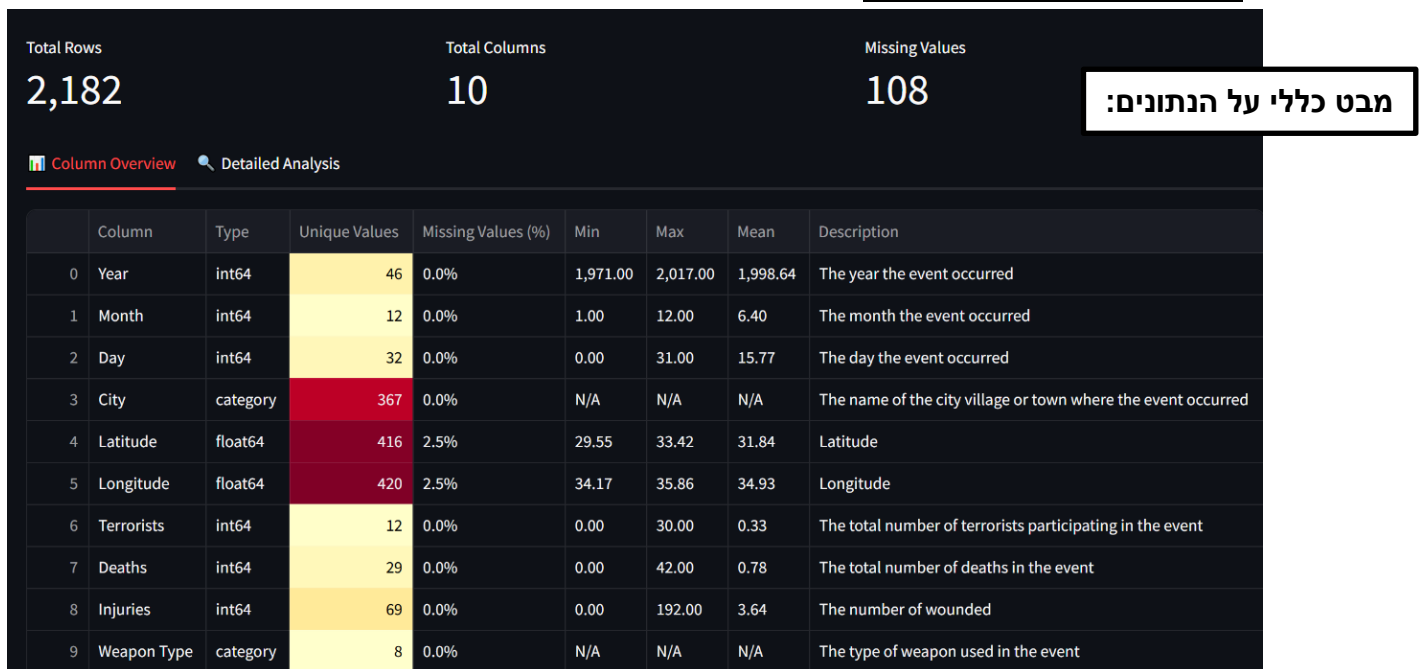 Total Rows Total Columns Missing Values
2,182 10 108
מבט כללי על הנתונים:
📊 Column Overview 🔍 Detailed Analysis
Column Type Unique Values Missing Values (%) Min Max Mean Description
0 Year int64 46 0.0% 1,971.00 2,017.00 1,998.64 The year the event occurred
1 Month int64 12 0.0% 1.00 12.00 6.40 The month the event occurred
2 Day int64 32 0.0% 0.00 31.00 15.77 The day the event occurred
3 City category 367 0.0% N/A N/A N/A The name of the city village or town where the event occurred
4 Latitude float64 416 2.5% 29.55 33.42 31.84 Latitude
5 Longitude float64 420 2.5% 34.17 35.86 34.93 Longitude
6 Terrorists int64 12 0.0% 0.00 30.00 0.33 The total number of terrorists participating in the event
7 Deaths int64 29 0.0% 0.00 42.00 0.78 The total number of deaths in the event
8 Injuries int64 69 0.0% 0.00 192.00 3.64 The number of wounded
9 Weapon Type category 8 0.0% N/A N/A N/A The type of weapon used in the event